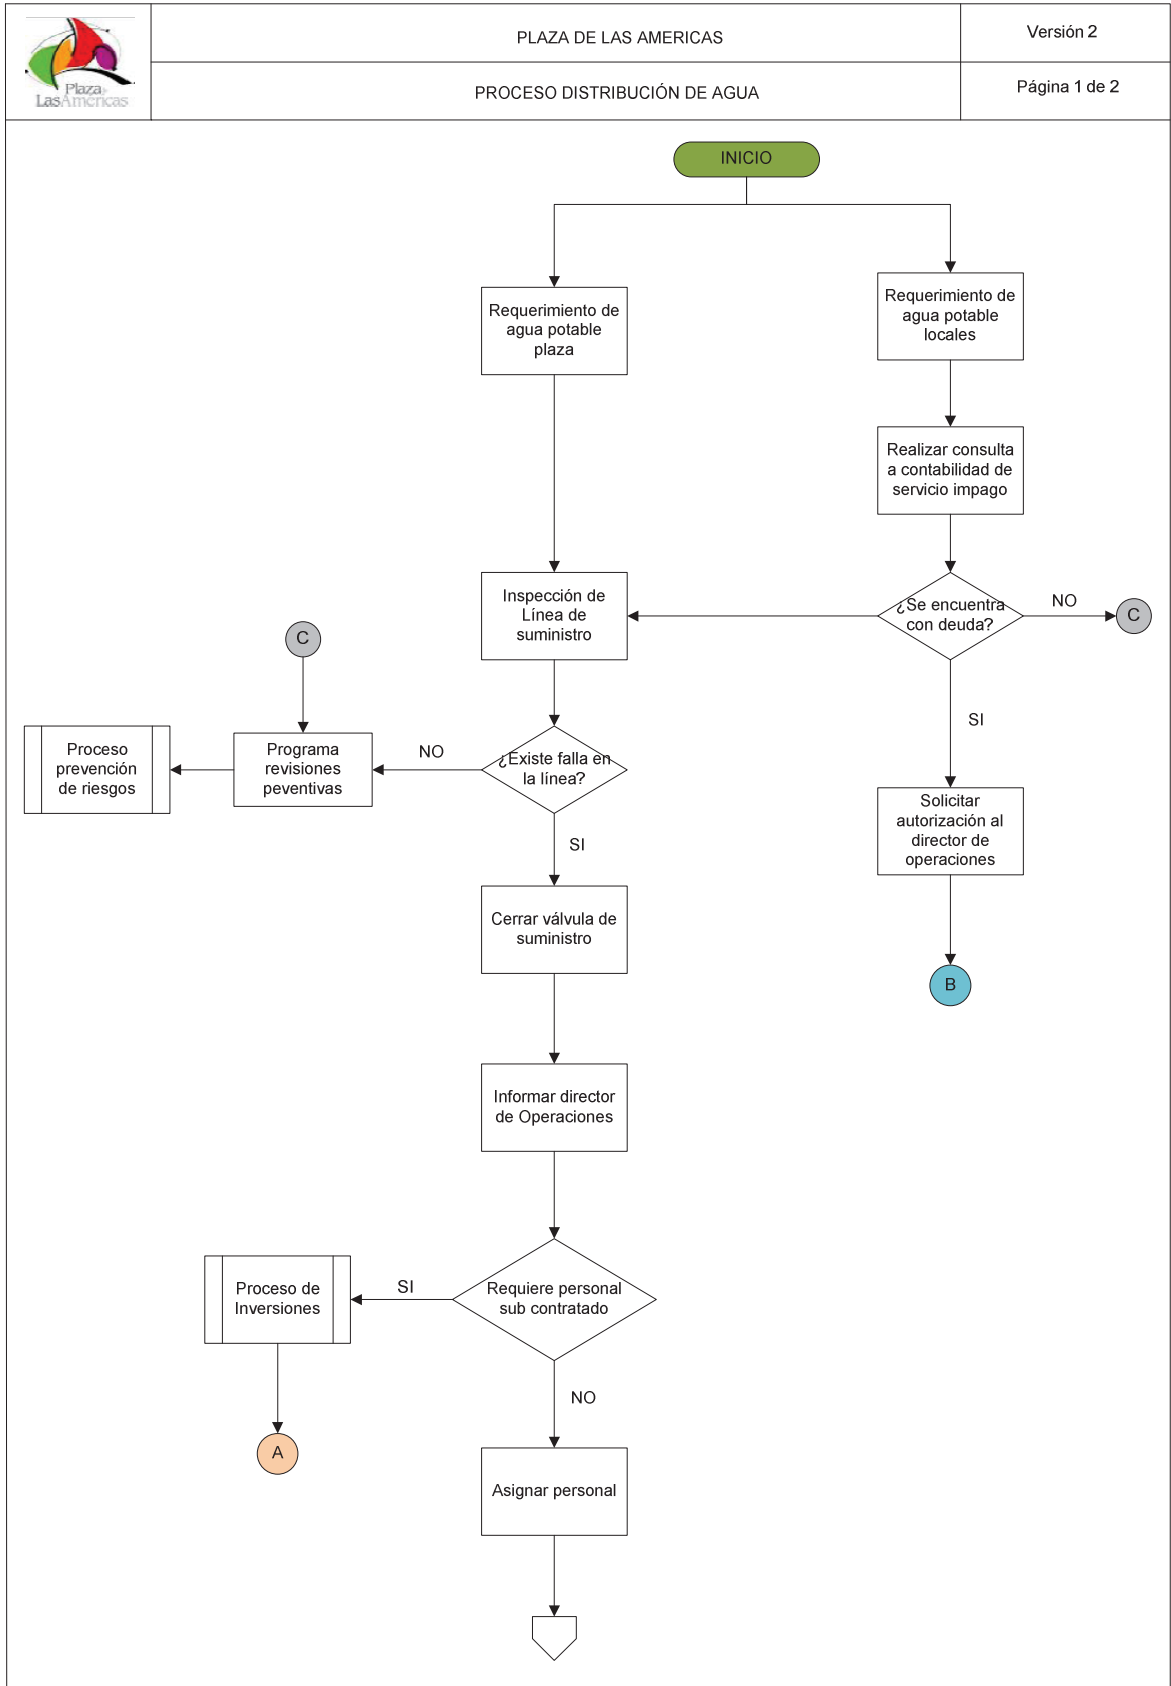 Plaza
LasAméricas
PLAZA DE LAS AMERICAS
Versión 2
PROCESO DISTRIBUCIÓN DE AGUA
Página 1 de 2
INICIO
Requerimiento de
agua potable
plaza
Requerimiento de
agua potable
locales
Realizar consulta
a contabilidad de
servicio impago
Inspección de
Línea de
suministro
¿Se encuentra
con deuda?
NO
C
C
SI
Proceso
prevención
de riesgos
Programa
revisiones
peventivas
NO
¿Existe falla en
la línea?
SI
Solicitar
autorización al
director de
operaciones
Cerrar válvula de
suministro
B
Informar director
de Operaciones
Proceso de
Inversiones
SI
Requiere personal
sub contratado
NO
A
Asignar personal